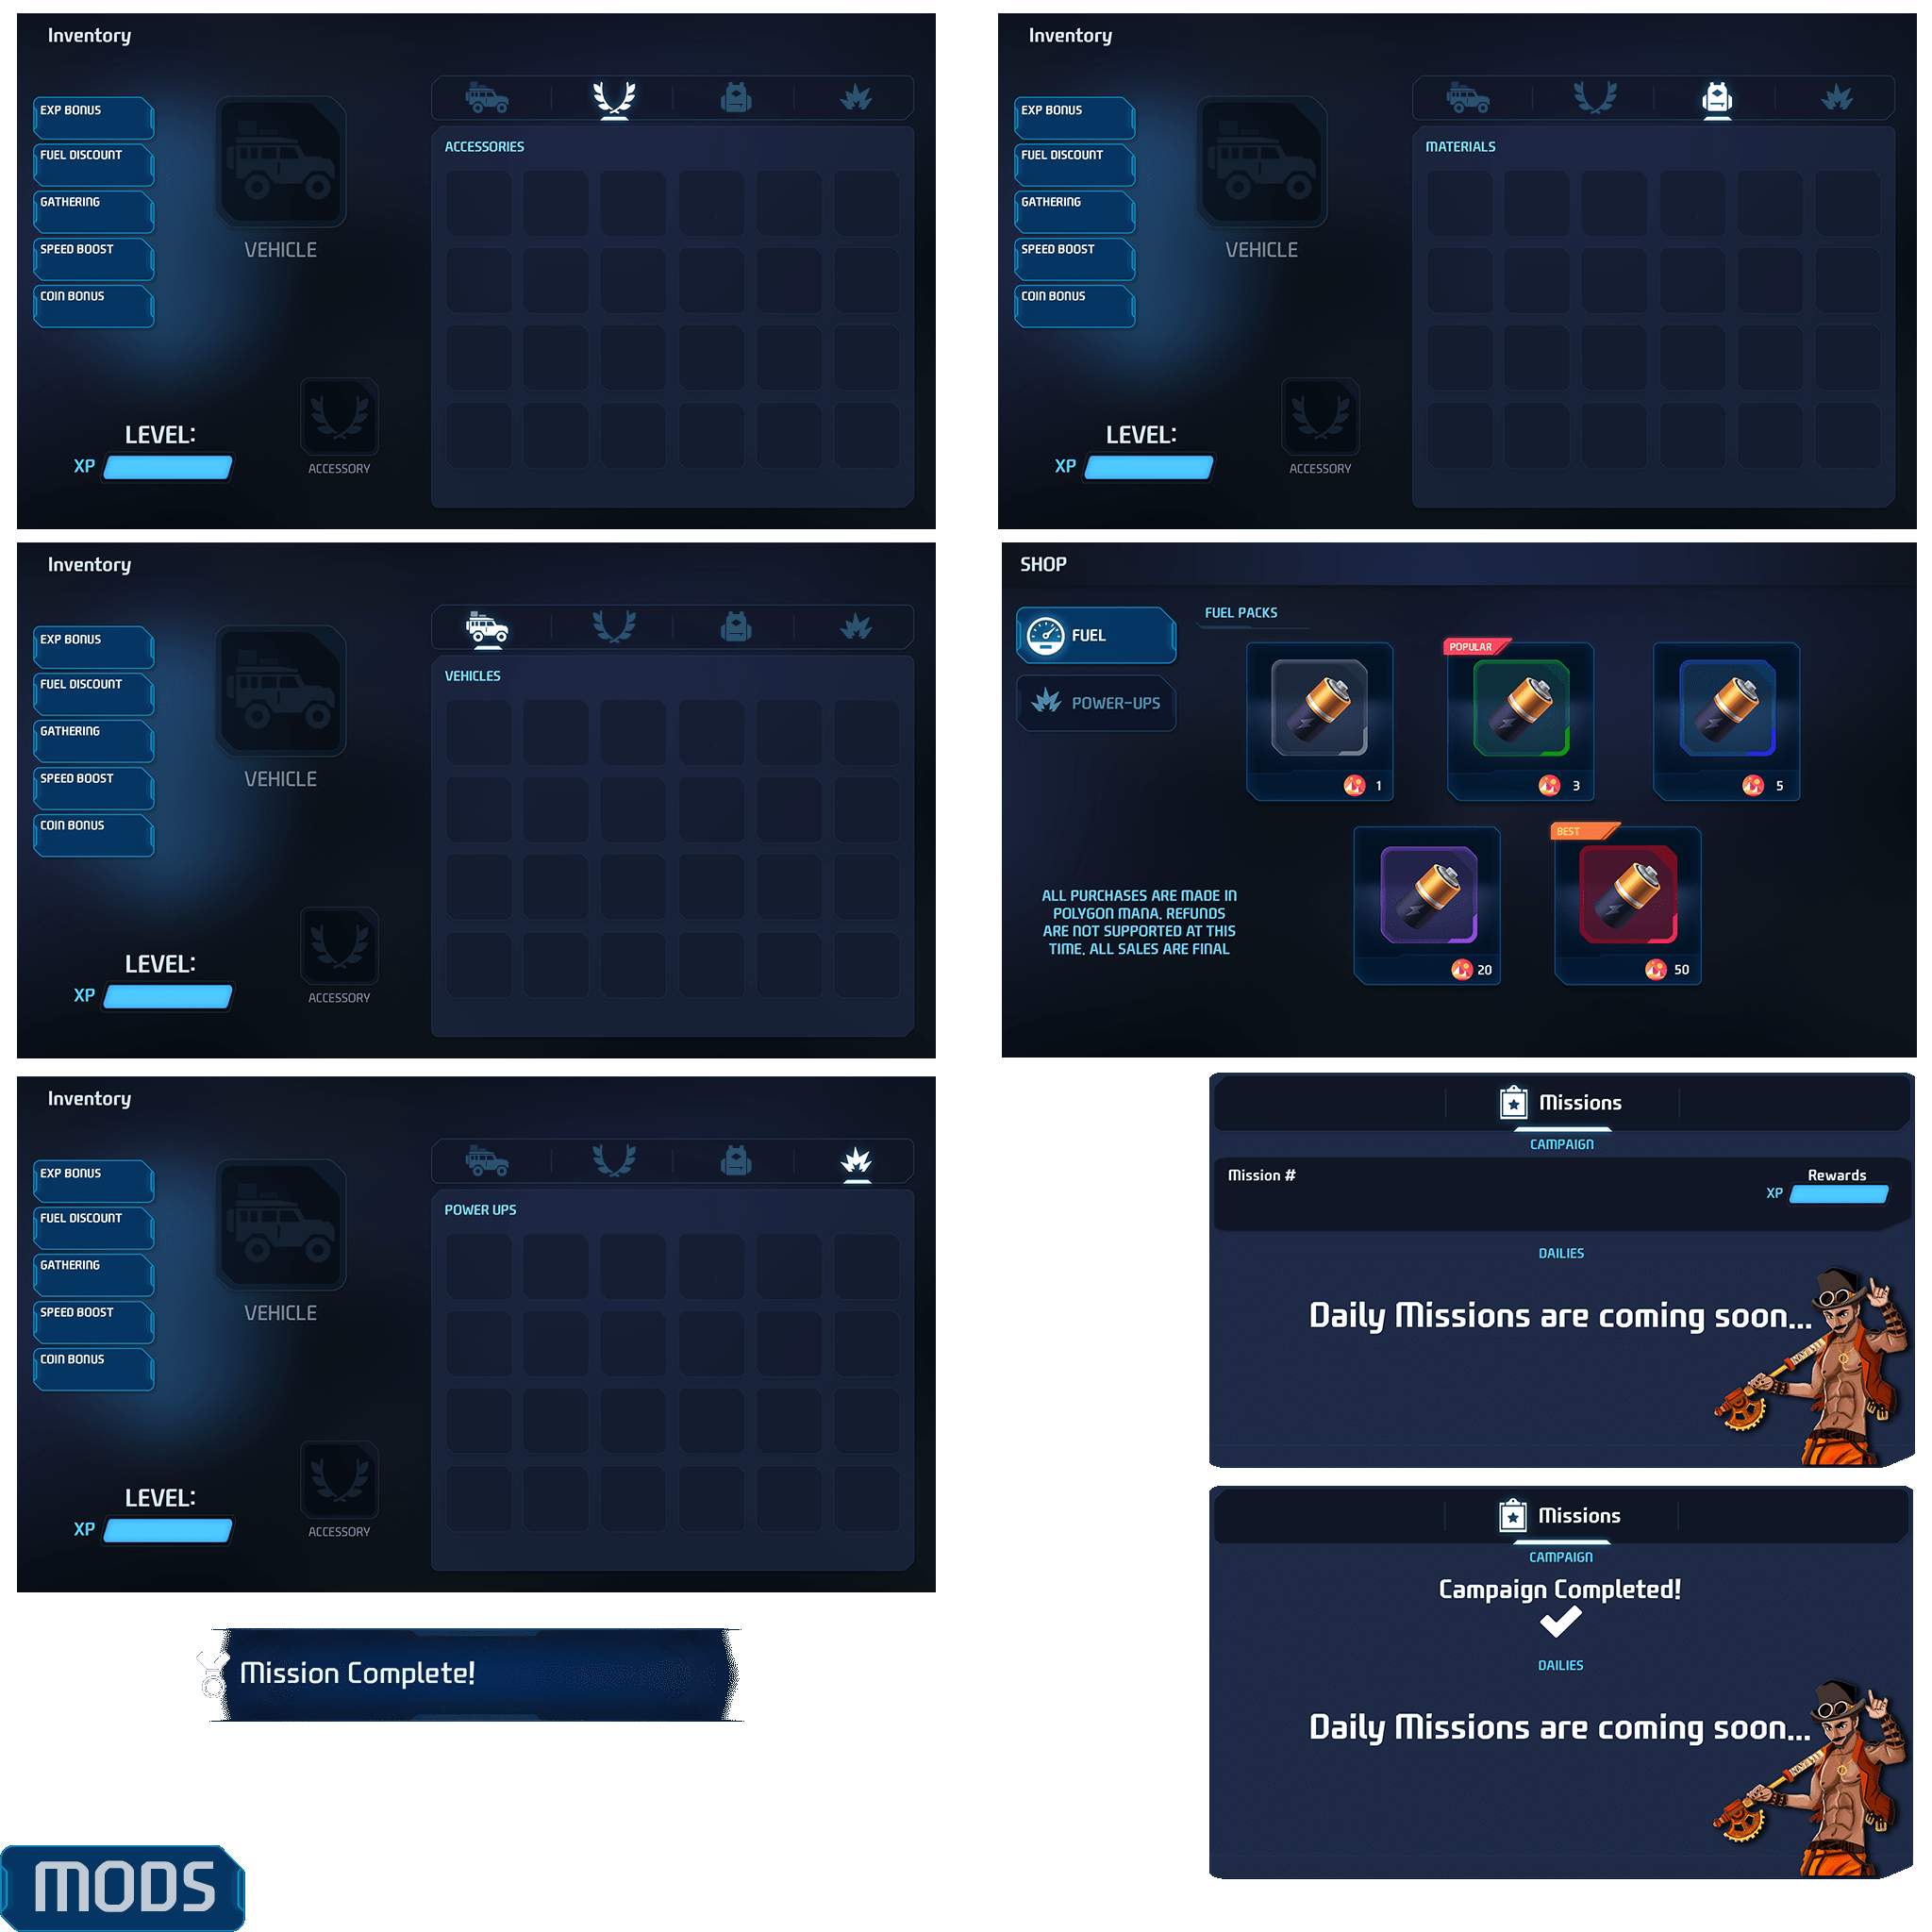 Inventory
EXP BONUS
FUEL DISCOUNT
GATHERING
SPEED BOOST
COIN BONUS
VEHICLE
LEVEL:
XP
ACCESSORY
ACCESSORIES
Inventory
EXP BONUS
FUEL DISCOUNT
GATHERING
SPEED BOOST
COIN BONUS
VEHICLE
LEVEL:
XP
ACCESSORY
MATERIALS
Inventory
EXP BONUS
FUEL DISCOUNT
GATHERING
SPEED BOOST
COIN BONUS
VEHICLE
LEVEL:
XP
ACCESSORY
VEHICLES
SHOP
FUEL
POWER-UPS
FUEL PACKS
POPULAR
1
3
5
BEST
20
50
ALL PURCHASES ARE MADE IN
POLYGON MANA. REFUNDS
ARE NOT SUPPORTED AT THIS
TIME. ALL SALES ARE FINAL
Inventory
EXP BONUS
FUEL DISCOUNT
GATHERING
SPEED BOOST
COIN BONUS
VEHICLE
LEVEL:
XP
ACCESSORY
POWER UPS
Missions
CAMPAIGN
Mission #
Rewards
XP
DAILIES
Daily Missions are coming soon...
Missions
CAMPAIGN
Campaign Completed!
DAILIES
Daily Missions are coming soon...
Mission Complete!
MODS